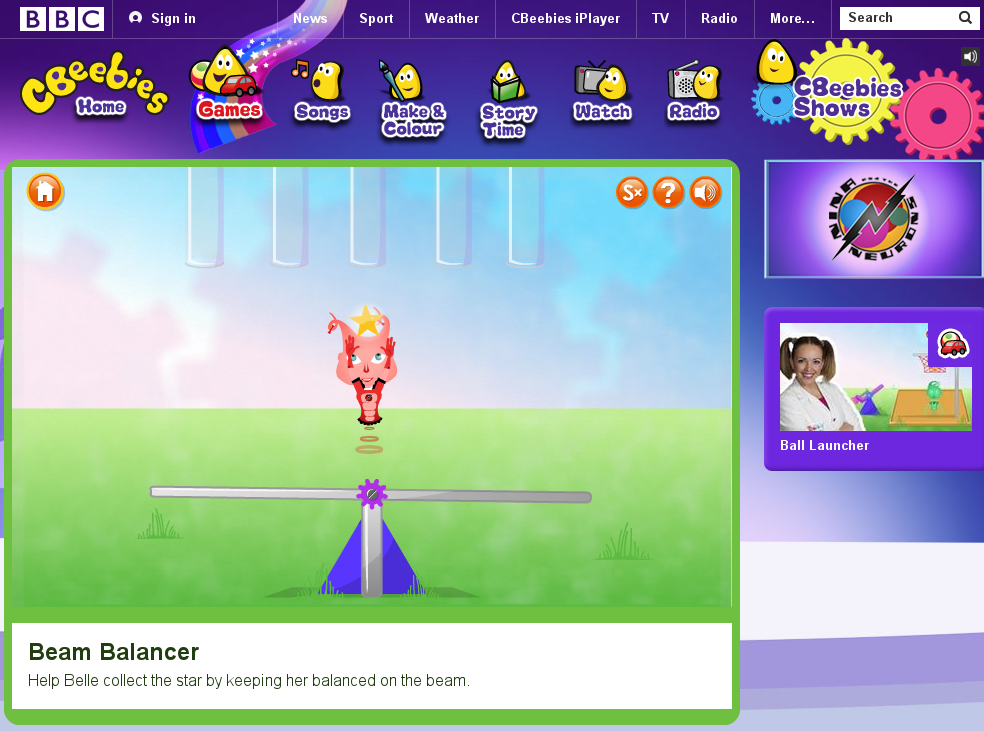 BBC
Sign in
News
Sport
Weather
CBeebies iPlayer
TV
Radio
More...
Search
CBeebies
Home
Games
Songs
Make &
Colour
Story
Time
Watch
Radio
CBeebies
Shows
S×
?
NINA AND THE
NEURONS
Ball Launcher
Beam Balancer
Help Belle collect the star by keeping her balanced on the beam.